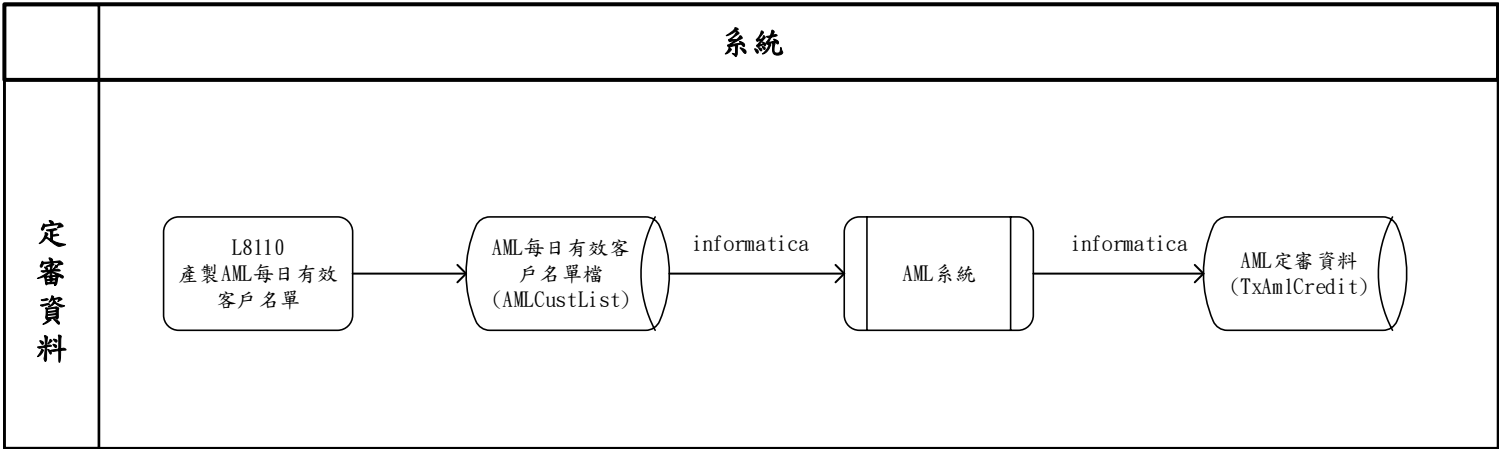 系統
定
審
資
料
L8110
產製AML每日有效
客戶名單
AML每日有效客
戶名單檔
(AMLCustList)
informatica
AML系統
informatica
AML定審資料
(TxAmlCredit)